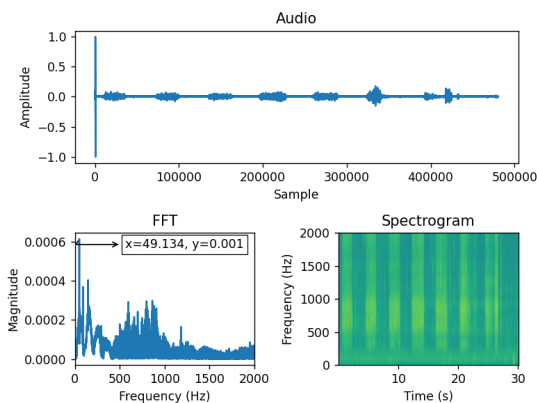 Audio
1.0
0.5
0.0
−0.5
−1.0
Amplitude
0 100000 200000 300000 400000 500000
Sample
FFT
0.0006
0.0004
0.0002
0.0000
Magnitude
x=49.134, y=0.001
0 500 1000 1500 2000
Frequency (Hz)
Spectrogram
2000
1500
1000
500
0
Frequency (Hz)
10 20 30
Time (s)